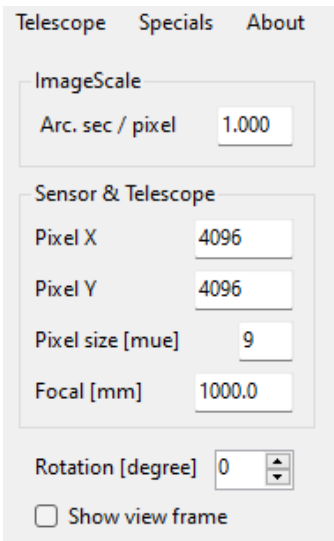 Telescope Specials About
ImageScale
Arc. sec / pixel 1.000
Sensor & Telescope
Pixel X 4096
Pixel Y 4096
Pixel size [mue] 9
Focal [mm] 1000.0
Rotation [degree] 0
Show view frame